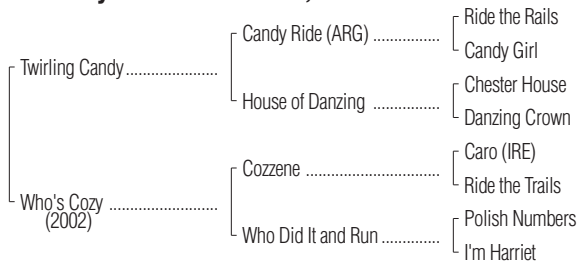 Ride the Rails
Candy Ride (ARG) ................
Candy Girl
Twirling Candy ......................
Chester House
House of Danzing ................
Danzing Crown
Caro (IRE)
Cozzene ................................
Ride the Trails
Who's Cozy ..........................
(2002)
Polish Numbers
Who Did It and Run ..............
I'm Harriet